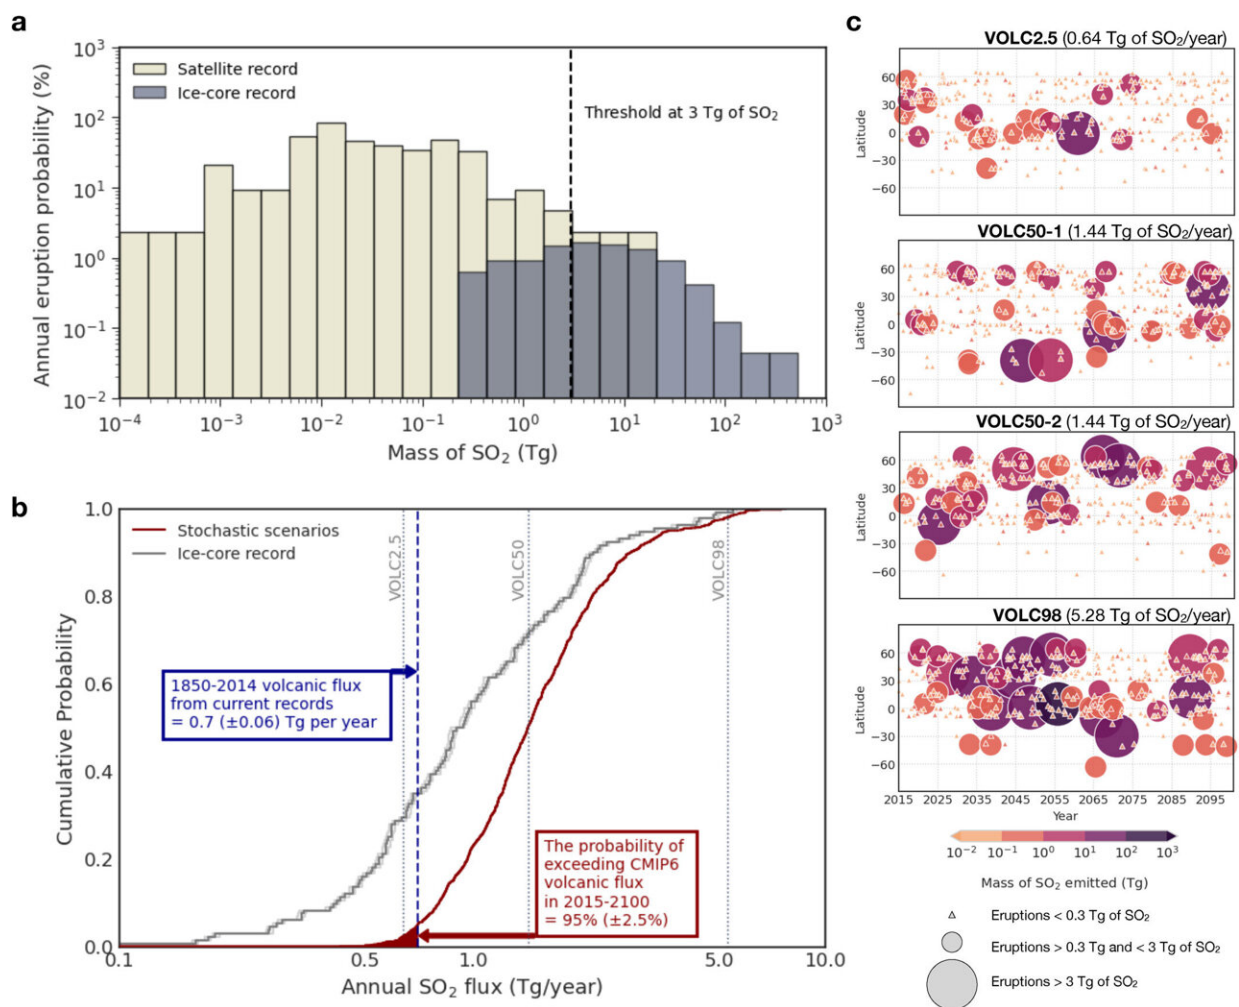 a
10³
10²
10¹
10⁰
10⁻¹
10⁻²
Annual eruption probability (%)
Satellite record
Ice-core record
Threshold at 3 Tg of SO₂
10⁻⁴
10⁻³
10⁻²
10⁻¹
10⁰
10¹
10²
10³
Mass of SO₂ (Tg)
b
1.0
0.8
0.6
0.4
0.2
0.0
Cumulative Probability
Stochastic scenarios
Ice-core record
VOLC2.5
VOLC50
VOLC98
1850-2014 volcanic flux
from current records
= 0.7 (±0.06) Tg per year
The probability of
exceeding CMIP6
volcanic flux
in 2015-2100
= 95% (±2.5%)
0.1
0.5
1.0
5.0
10.0
Annual SO₂ flux (Tg/year)
c
VOLC2.5 (0.64 Tg of SO₂/year)
60
30
0
−30
−60
Latitude
VOLC50-1 (1.44 Tg of SO₂/year)
60
30
0
−30
−60
Latitude
VOLC50-2 (1.44 Tg of SO₂/year)
60
30
0
−30
−60
Latitude
VOLC98 (5.28 Tg of SO₂/year)
60
30
0
−30
−60
Latitude
2015
2025
2035
2045
2055
2065
2075
2085
2095
Year
10⁻²
10⁻¹
10⁰
10¹
10²
10³
Mass of SO₂ emitted (Tg)
Eruptions < 0.3 Tg of SO₂
Eruptions > 0.3 Tg and < 3 Tg of SO₂
Eruptions > 3 Tg of SO₂